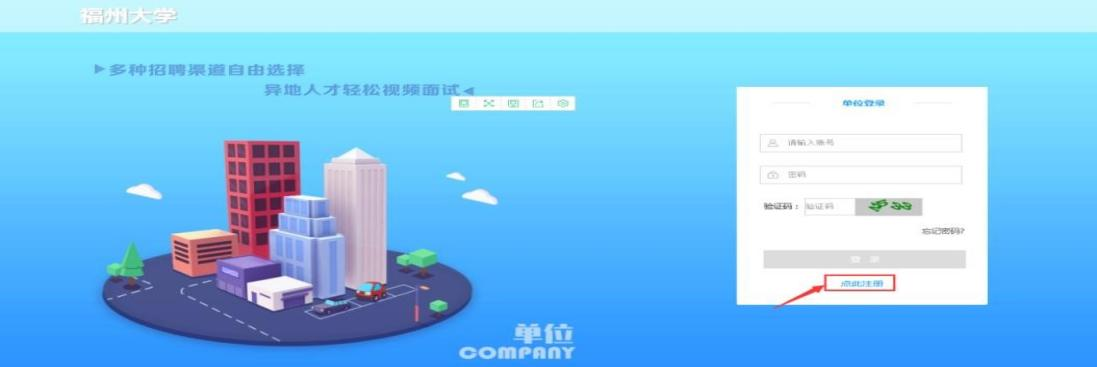 福州大学
多种招聘渠道自由选择
异地人才轻松视频面试
单位登录
请输入账号
密码
验证码：验证码
忘记密码?
登 录
点此注册
单位
COMPANY